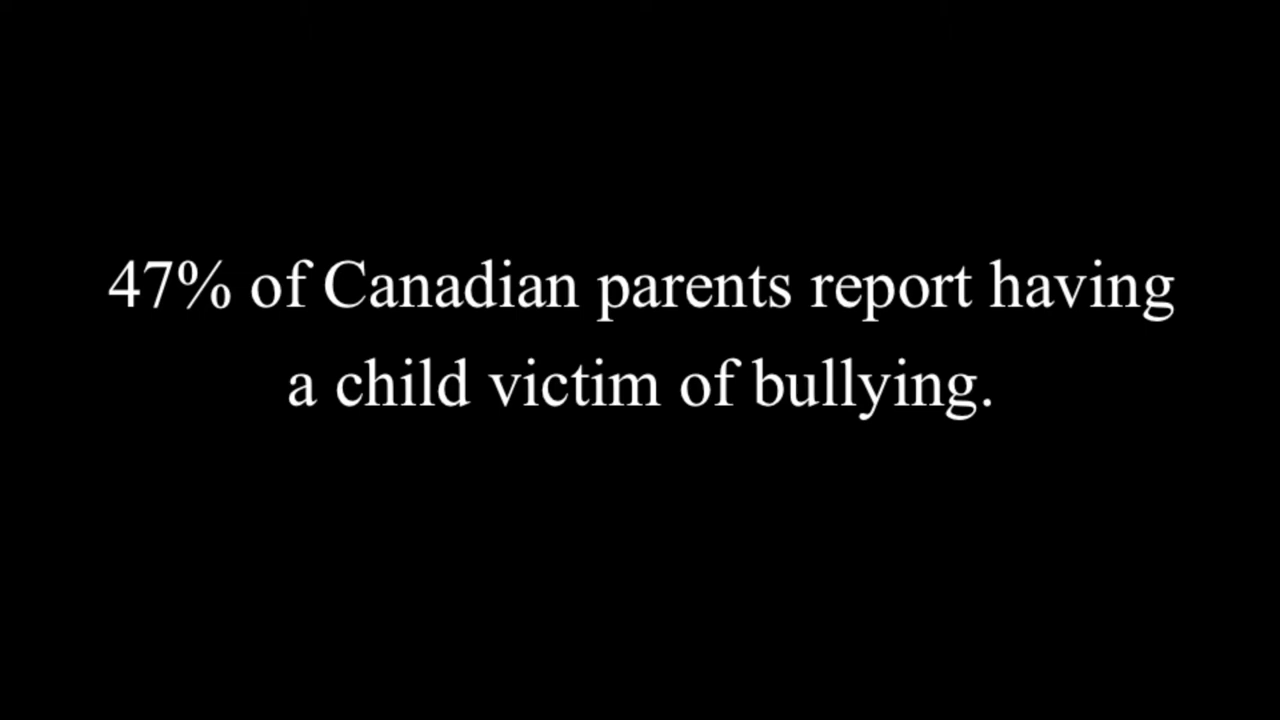 47% of Canadian parents report having
a child victim of bullying.